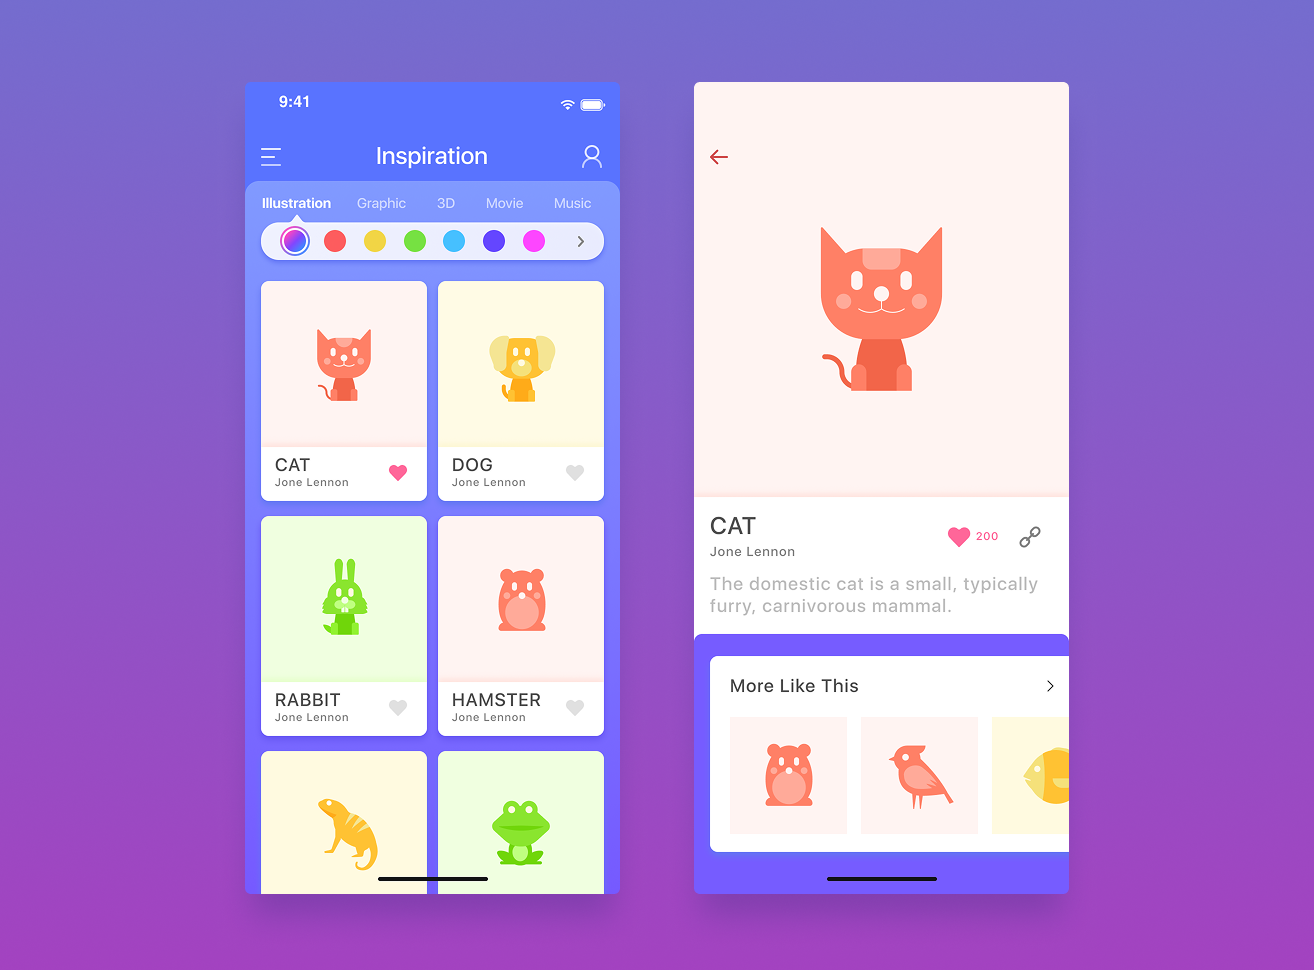 9:41
Inspiration
Illustration Graphic 3D Movie Music
CAT
Jone Lennon
DOG
Jone Lennon
RABBIT
Jone Lennon
HAMSTER
Jone Lennon
CAT
Jone Lennon
200
The domestic cat is a small, typically
furry, carnivorous mammal.
More Like This